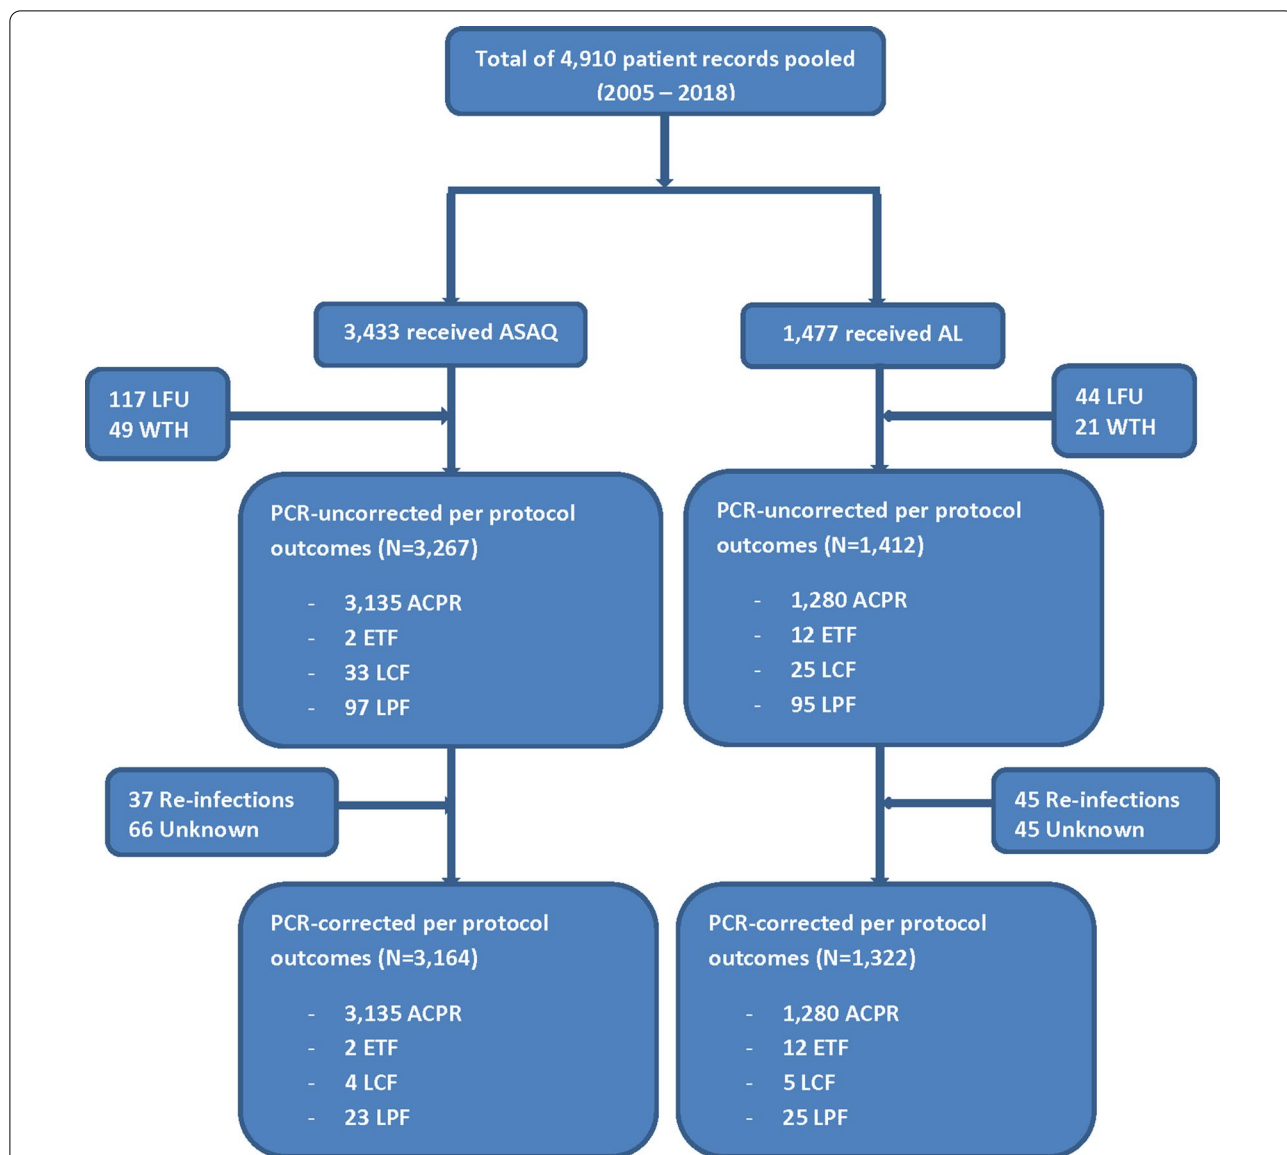 Total of 4,910 patient records pooled
(2005 – 2018)
3,433 received ASAQ
1,477 received AL
117 LFU
49 WTH
44 LFU
21 WTH
PCR-uncorrected per protocol
outcomes (N=3,267)
- 3,135 ACPR
- 2 ETF
- 33 LCF
- 97 LPF
PCR-uncorrected per protocol
outcomes (N=1,412)
- 1,280 ACPR
- 12 ETF
- 25 LCF
- 95 LPF
37 Re-infections
66 Unknown
45 Re-infections
45 Unknown
PCR-corrected per protocol
outcomes (N=3,164)
- 3,135 ACPR
- 2 ETF
- 4 LCF
- 23 LPF
PCR-corrected per protocol
outcomes (N=1,322)
- 1,280 ACPR
- 12 ETF
- 5 LCF
- 25 LPF